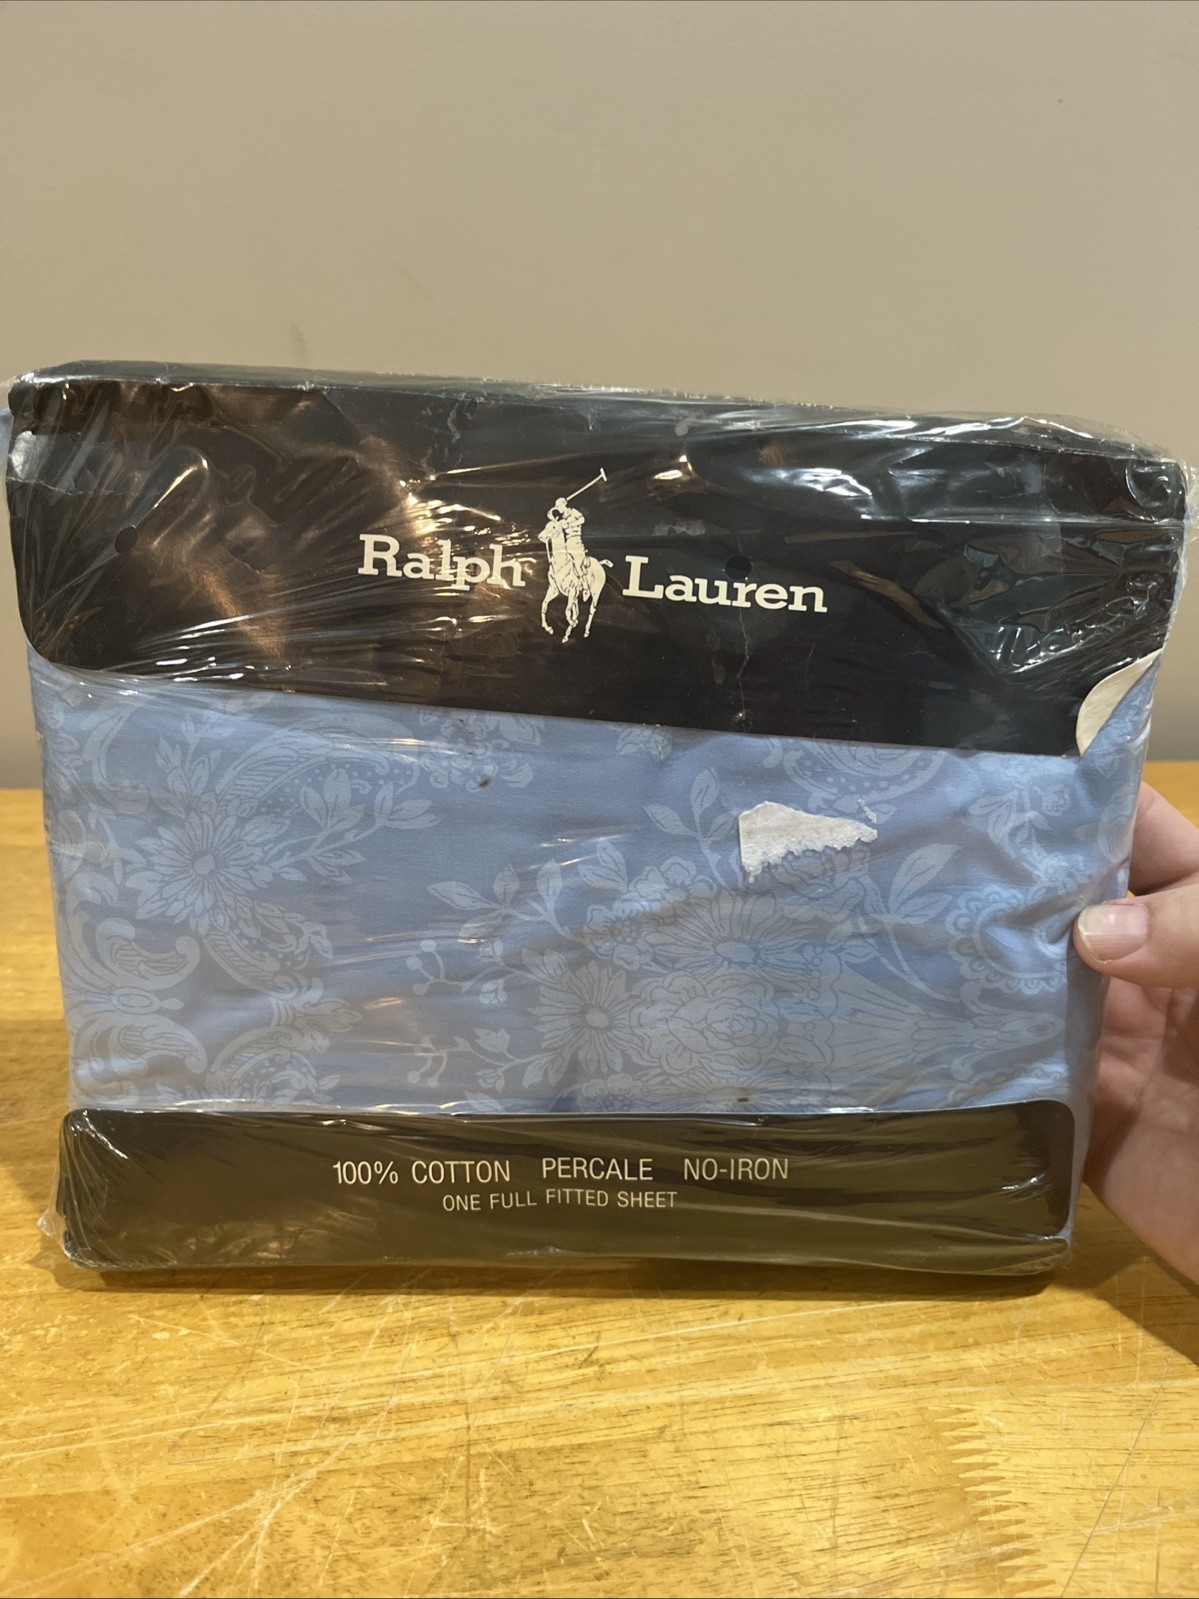 Ralph Lauren
100% COTTON PERCALE NO-IRON
ONE FULL FITTED SHEET